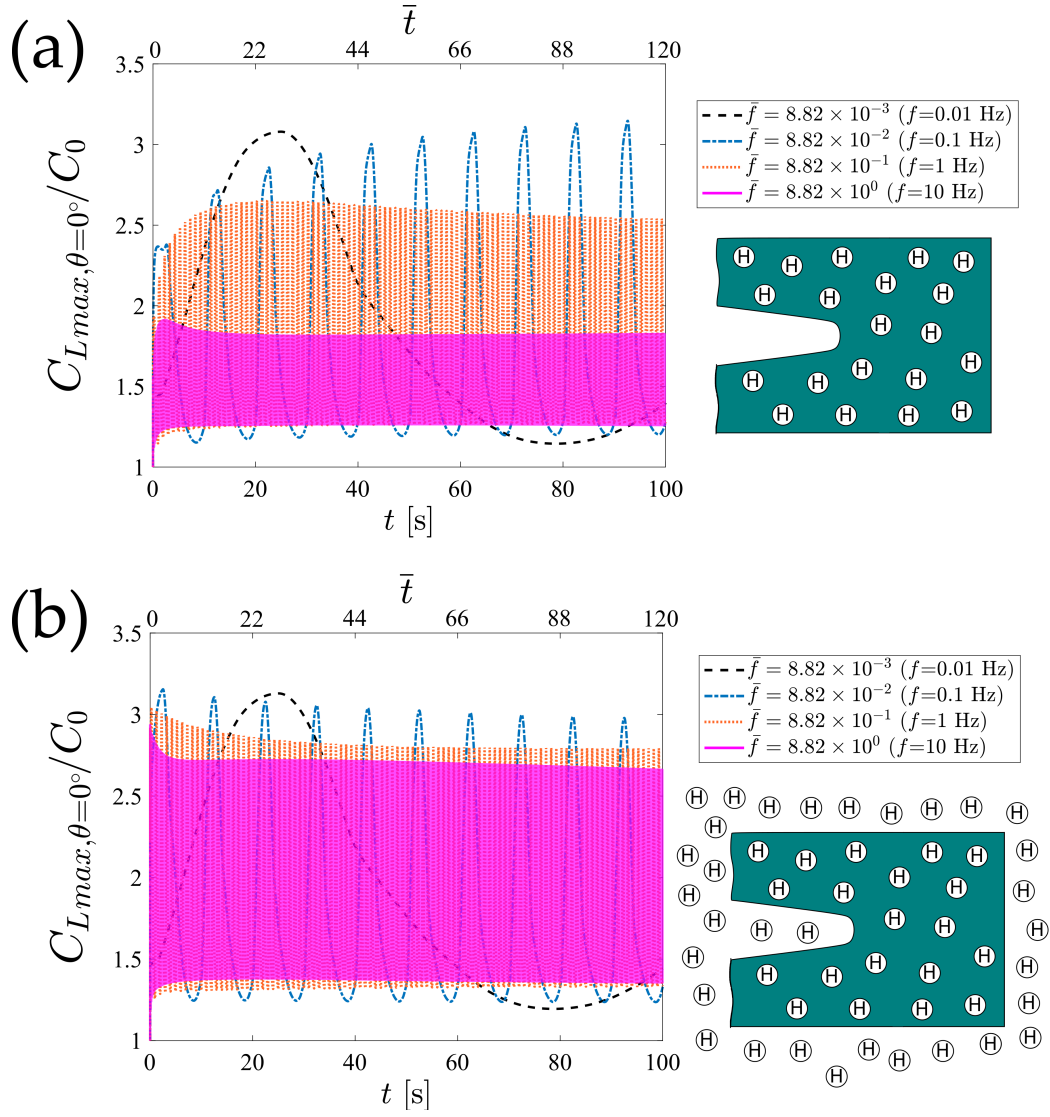 (a)
t̄
0 22 44 66 88 120
3.5
3
2.5
2
1.5
1
C_{Lmax,θ=0°}/C_0
0 20 40 60 80 100
t [s]
f̄ = 8.82 × 10^{-3} (f=0.01 Hz)
f̄ = 8.82 × 10^{-2} (f=0.1 Hz)
f̄ = 8.82 × 10^{-1} (f=1 Hz)
f̄ = 8.82 × 10^{0} (f=10 Hz)
H H H H H
H H H H
H H
H H
H H H
H H H H
(b)
t̄
0 22 44 66 88 120
3.5
3
2.5
2
1.5
1
C_{Lmax,θ=0°}/C_0
0 20 40 60 80 100
t [s]
f̄ = 8.82 × 10^{-3} (f=0.01 Hz)
f̄ = 8.82 × 10^{-2} (f=0.1 Hz)
f̄ = 8.82 × 10^{-1} (f=1 Hz)
f̄ = 8.82 × 10^{0} (f=10 Hz)
H H H H H H H H H
H
H H H H H H H
H H H H H H
H H H H H H
H H H H H
H H H H H H
H H H H H H
H H H H H
H